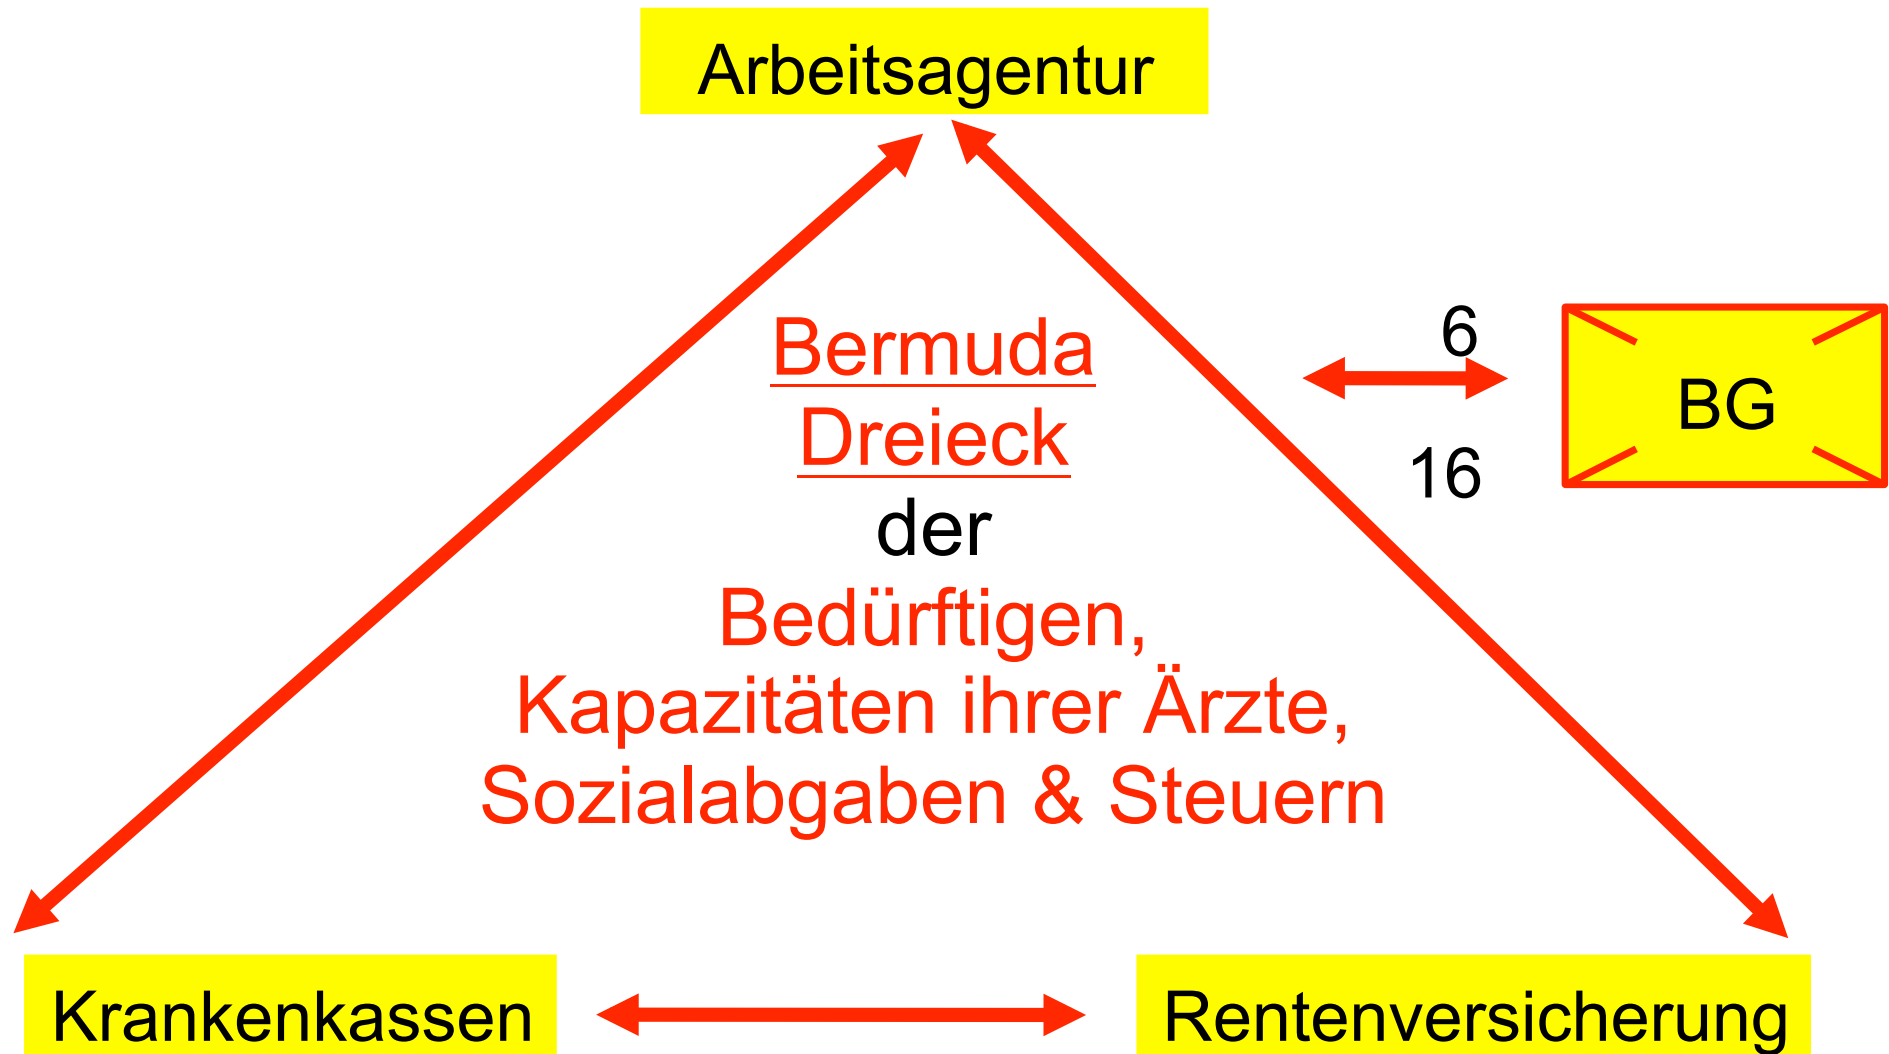 Arbeitsagentur
Bermuda
Dreieck
der
Bedürftigen,
Kapazitäten ihrer Ärzte,
Sozialabgaben & Steuern
6
16
BG
Krankenkassen
Rentenversicherung